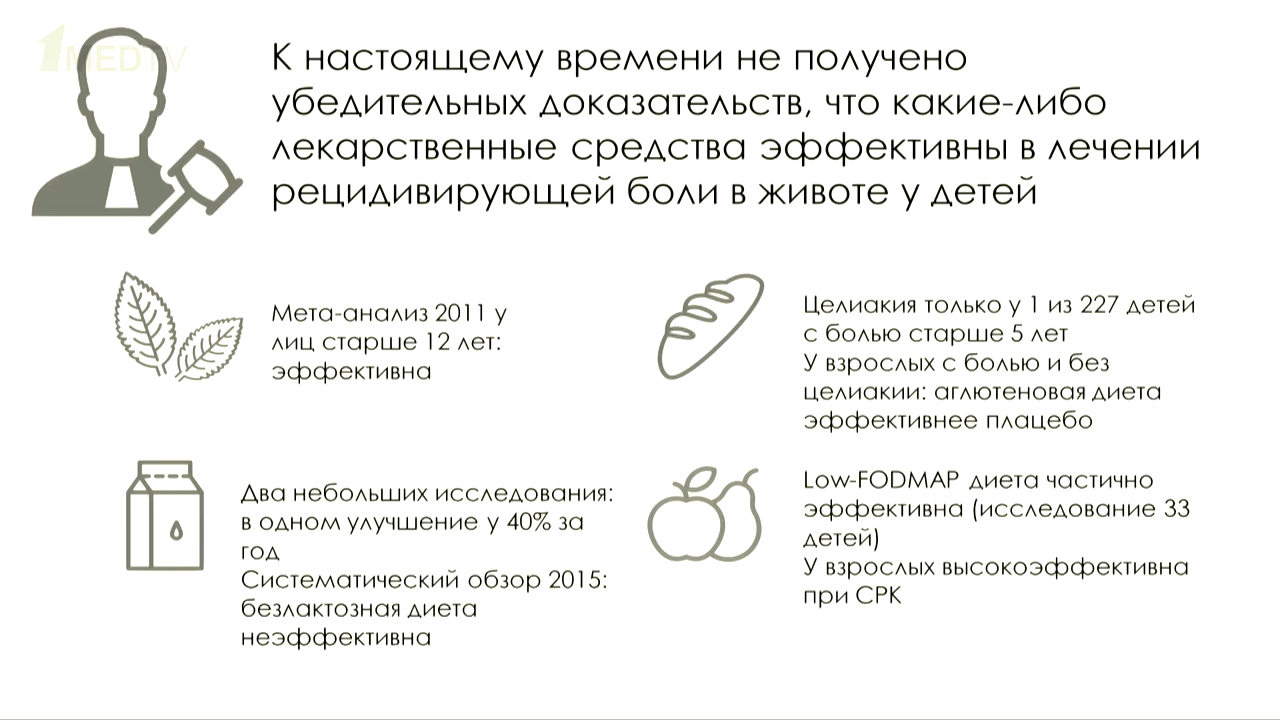 1MEDTV
К настоящему времени не получено
убедительных доказательств, что какие-либо
лекарственные средства эффективны в лечении
рецидивирующей боли в животе у детей
Мета-анализ 2011 у
лиц старше 12 лет:
эффективна
Целиакия только у 1 из 227 детей
с болью старше 5 лет
У взрослых с болью и без
целиакии: аглютеновая диета
эффективнее плацебо
Два небольших исследования:
в одном улучшение у 40% за
год
Систематический обзор 2015:
безлактозная диета
неэффективна
Low-FODMAP диета частично
эффективна (исследование 33
детей)
У взрослых высокоэффективна
при СРК